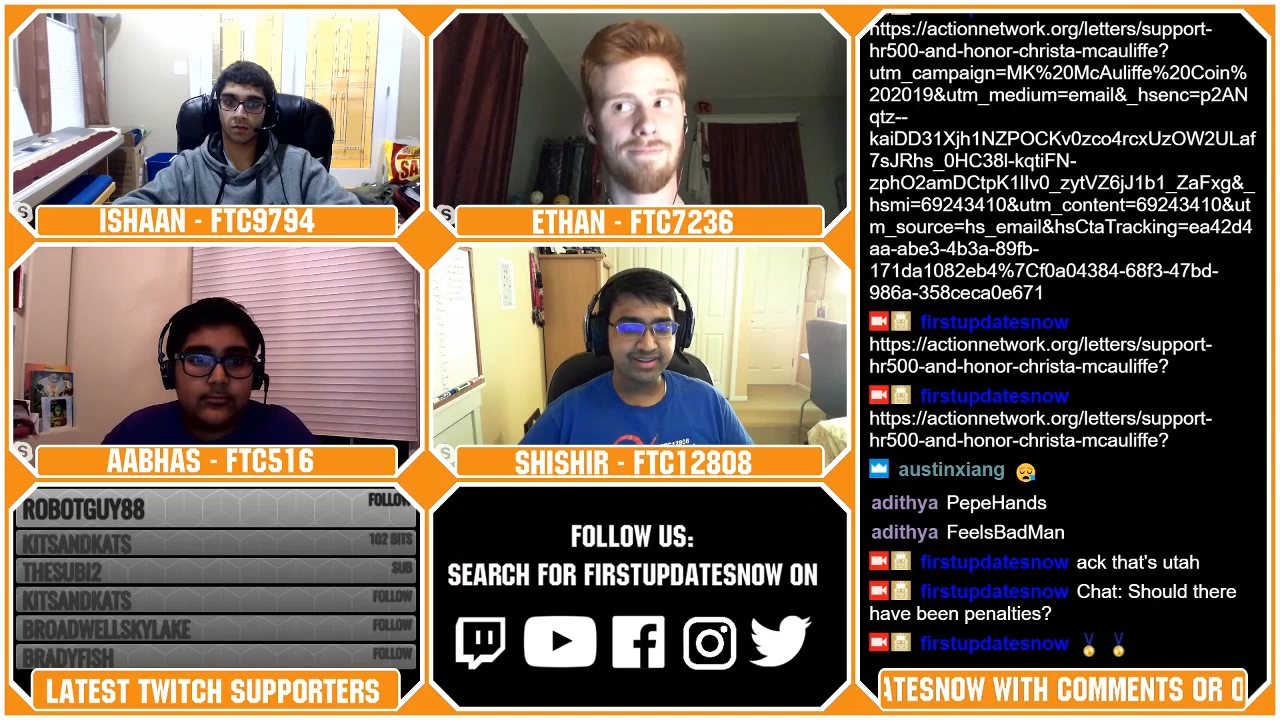 ISHAAN - FTC9794
ETHAN - FTC7236
AABHAS - FTC516
SHISHIR - FTC12808
FTC12808
ROBOTGUY88 FOLLOW
KITSANDKATS 102 BITS
THESUBI2 SUB
KITSANDKATS FOLLOW
BROADWELLSKYLAKE FOLLOW
BRADYFISH FOLLOW
LATEST TWITCH SUPPORTERS
FOLLOW US:
SEARCH FOR FIRSTUPDATESNOW ON
https://actionnetwork.org/letters/support-
hr500-and-honor-christa-mcauliffe?
utm_campaign=MK%20McAuliffe%20Coin%
202019&utm_medium=email&_hsenc=p2AN
qtz--
kaiDD31Xjh1NZPOCKv0zco4rcxUzOW2ULaf
7sJRhs_0HC38l-kqtiFN-
zphO2amDCtpK1lIv0_zytVZ6jJ1b1_ZaFxg&_
hsmi=69243410&utm_content=69243410&ut
m_source=hs_email&hsCtaTracking=ea42d4
aa-abe3-4b3a-89fb-
171da1082eb4%7Cf0a04384-68f3-47bd-
986a-358ceca0e671
firstupdatesnow
https://actionnetwork.org/letters/support-
hr500-and-honor-christa-mcauliffe?
firstupdatesnow
https://actionnetwork.org/letters/support-
hr500-and-honor-christa-mcauliffe?
austinxiang
adithya PepeHands
adithya FeelsBadMan
firstupdatesnow ack that's utah
firstupdatesnow Chat: Should there
have been penalties?
firstupdatesnow
ATESNOW WITH COMMENTS OR